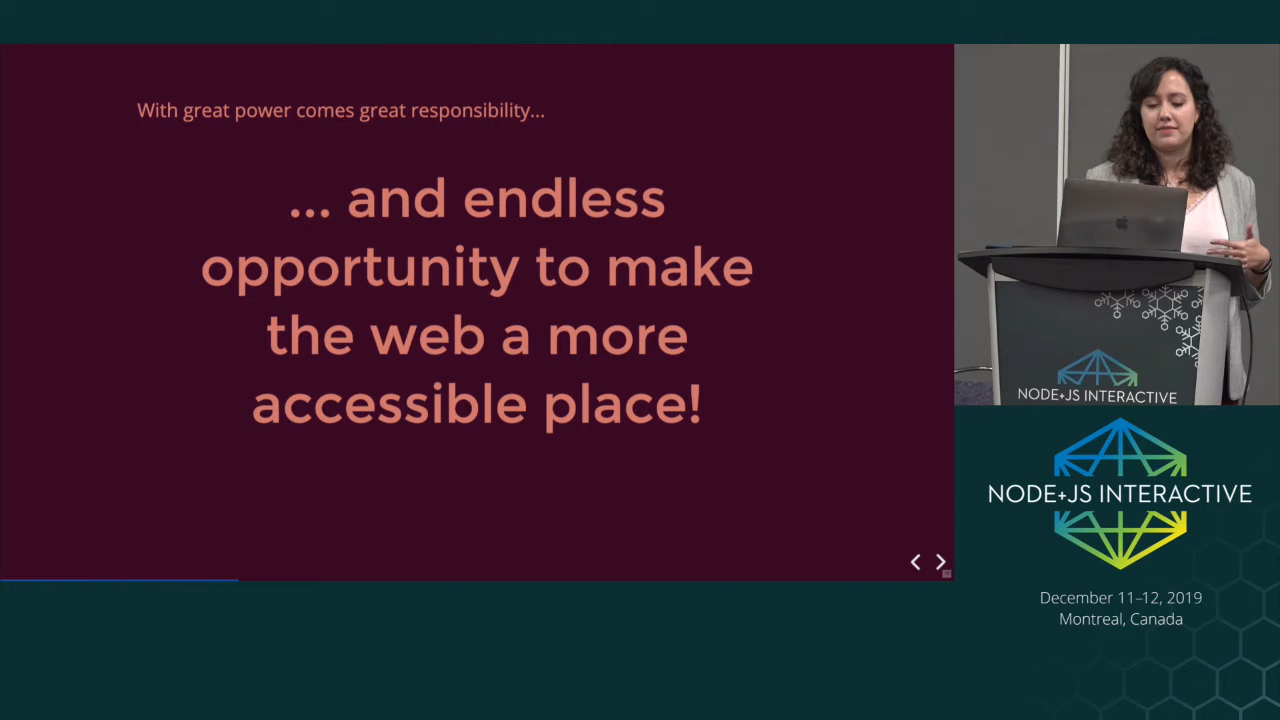 With great power comes great responsibility...
... and endless
opportunity to make
the web a more
accessible place!
NODE+JS INTERACTIVE
NODE+JS INTERACTIVE
December 11–12, 2019
Montreal, Canada